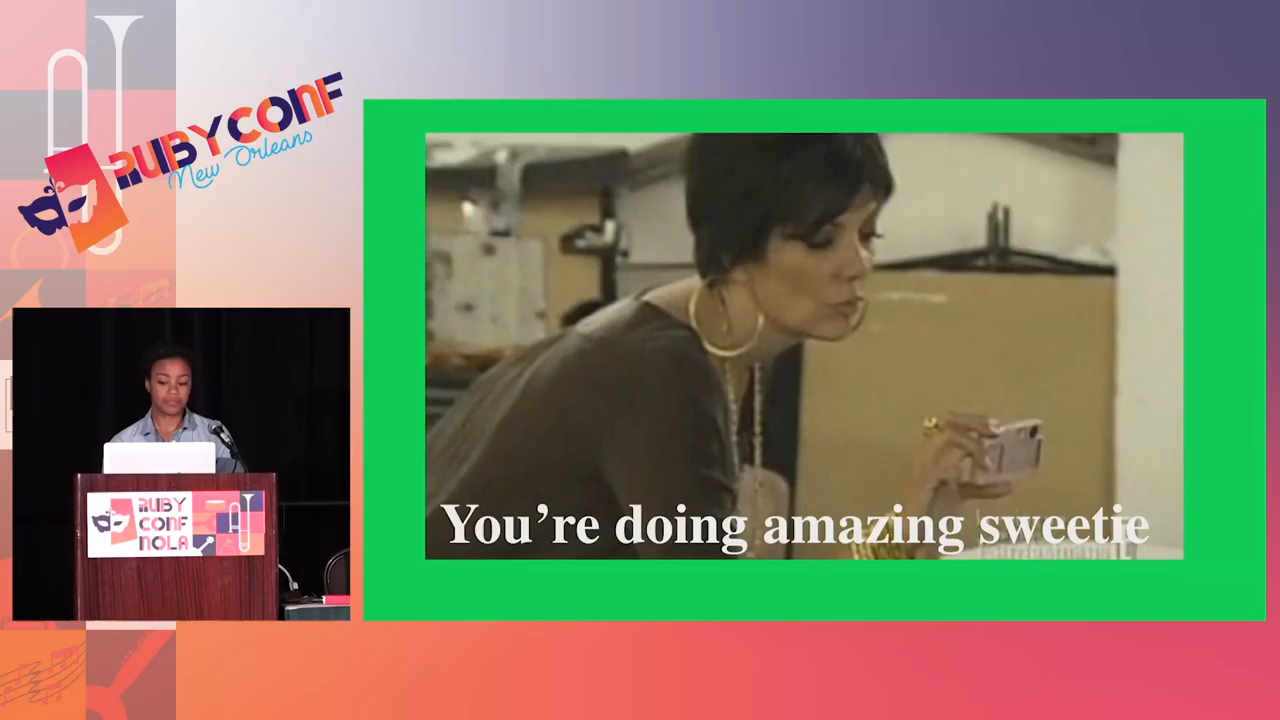 RUBYCONF
New Orleans
You're doing amazing sweetie
RUBY
CONF
NOLA